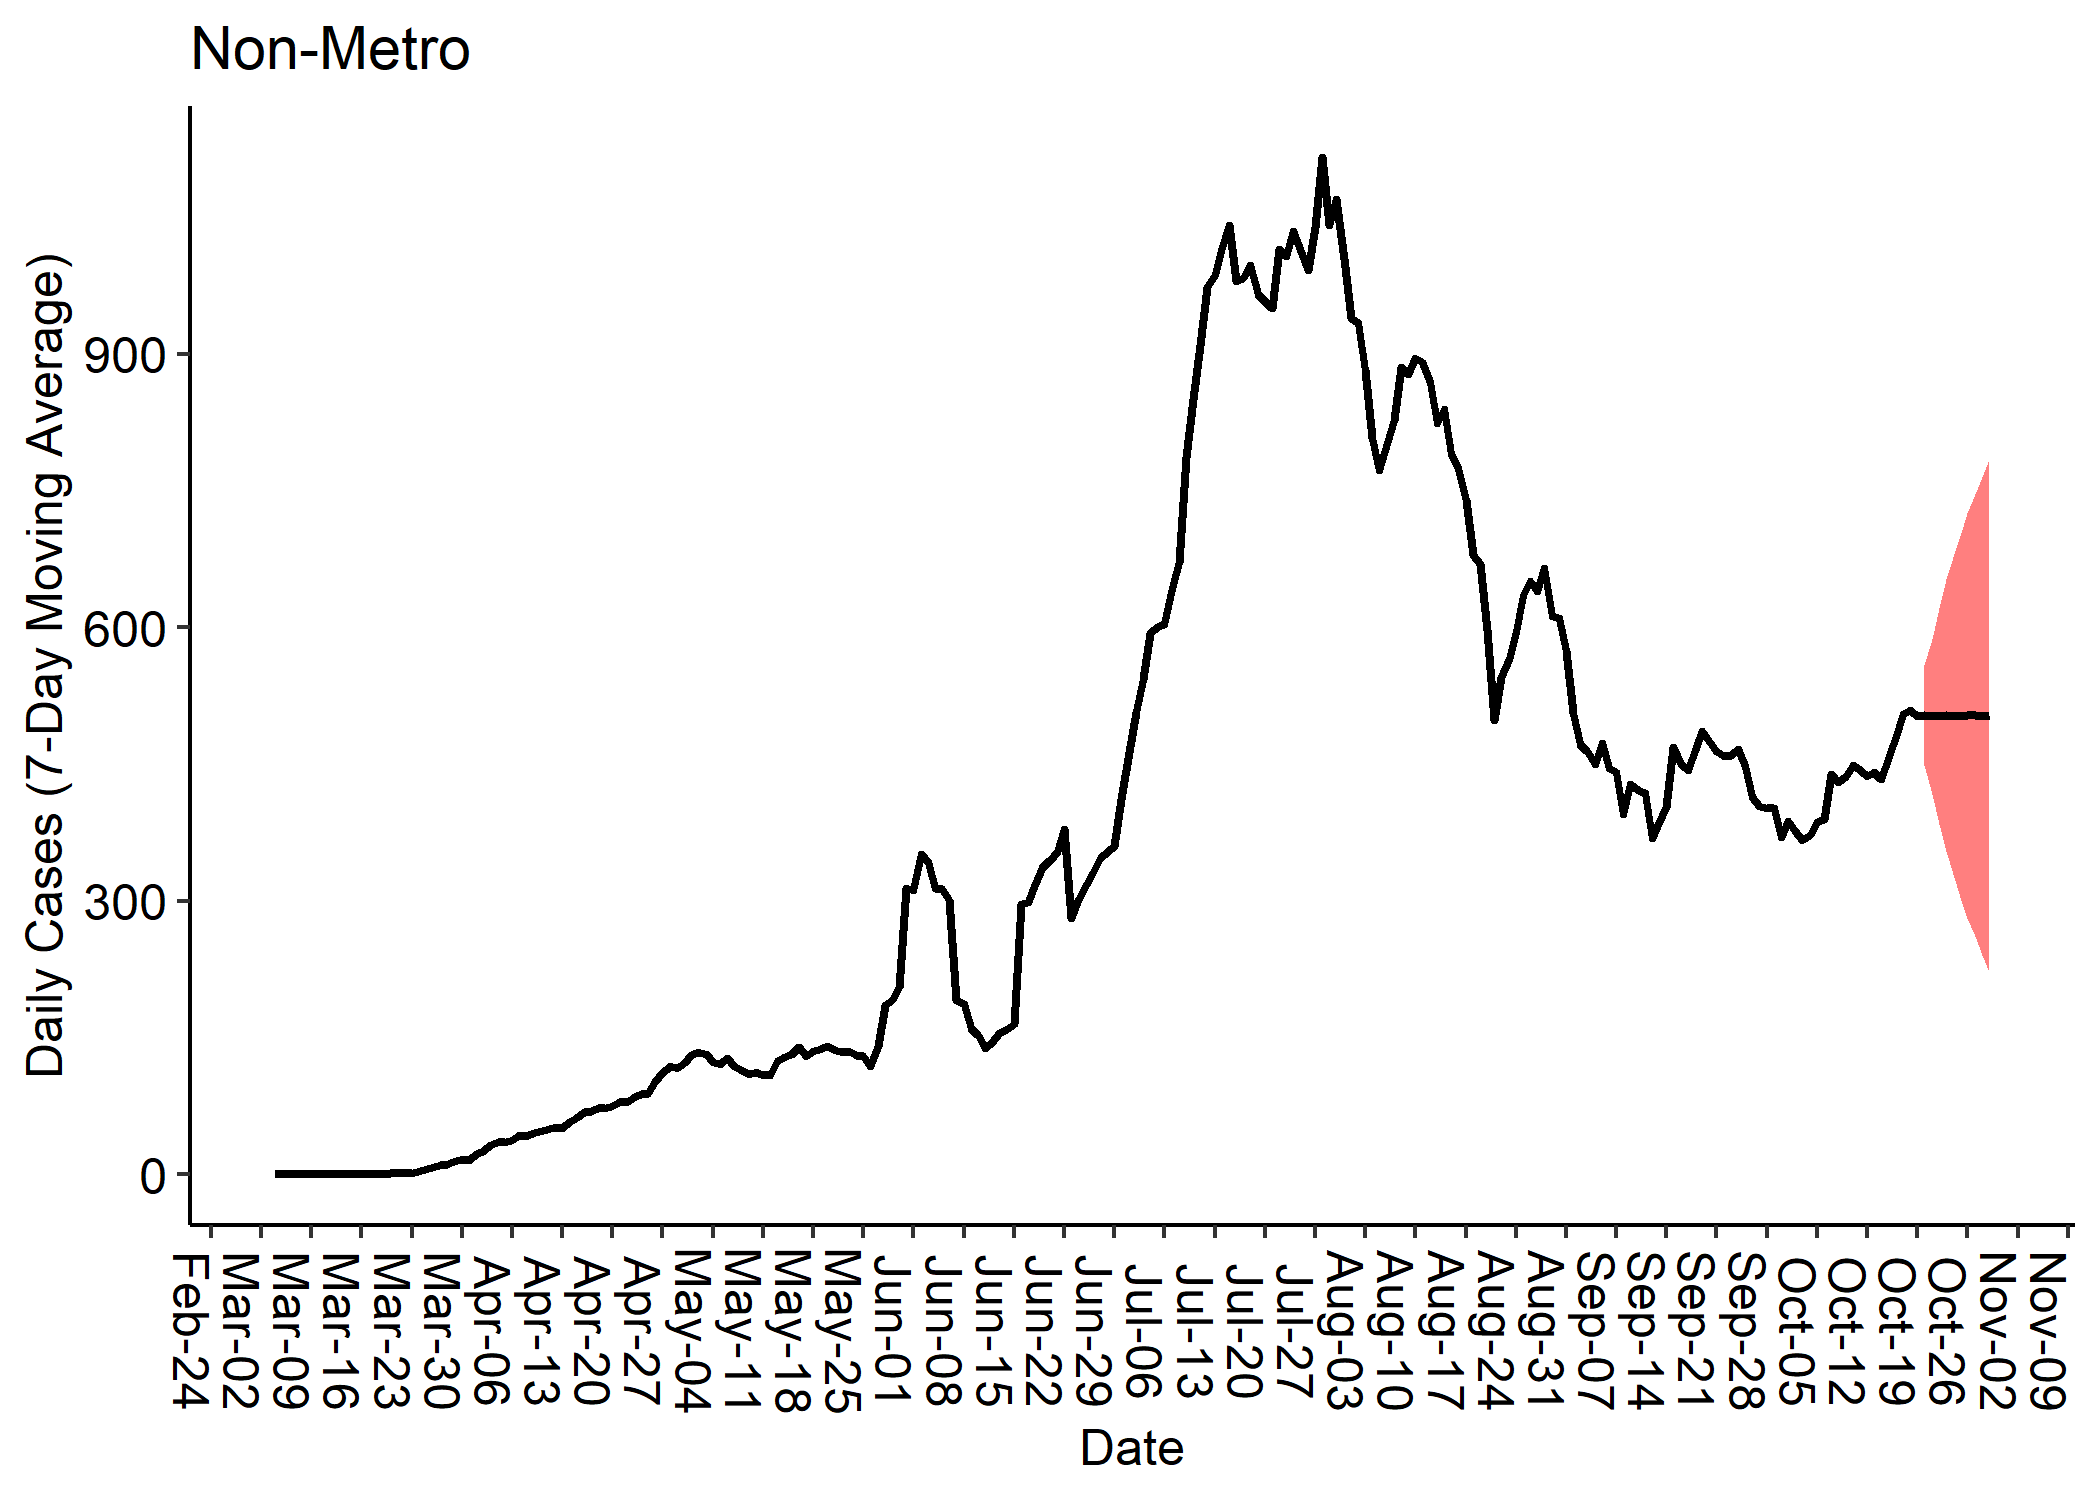 Non-Metro
Daily Cases (7-Day Moving Average)
900
600
300
0
Feb-24
Mar-02
Mar-09
Mar-16
Mar-23
Mar-30
Apr-06
Apr-13
Apr-20
Apr-27
May-04
May-11
May-18
May-25
Jun-01
Jun-08
Jun-15
Jun-22
Jun-29
Jul-06
Jul-13
Jul-20
Jul-27
Aug-03
Aug-10
Aug-17
Aug-24
Aug-31
Sep-07
Sep-14
Sep-21
Sep-28
Oct-05
Oct-12
Oct-19
Oct-26
Nov-02
Nov-09
Date